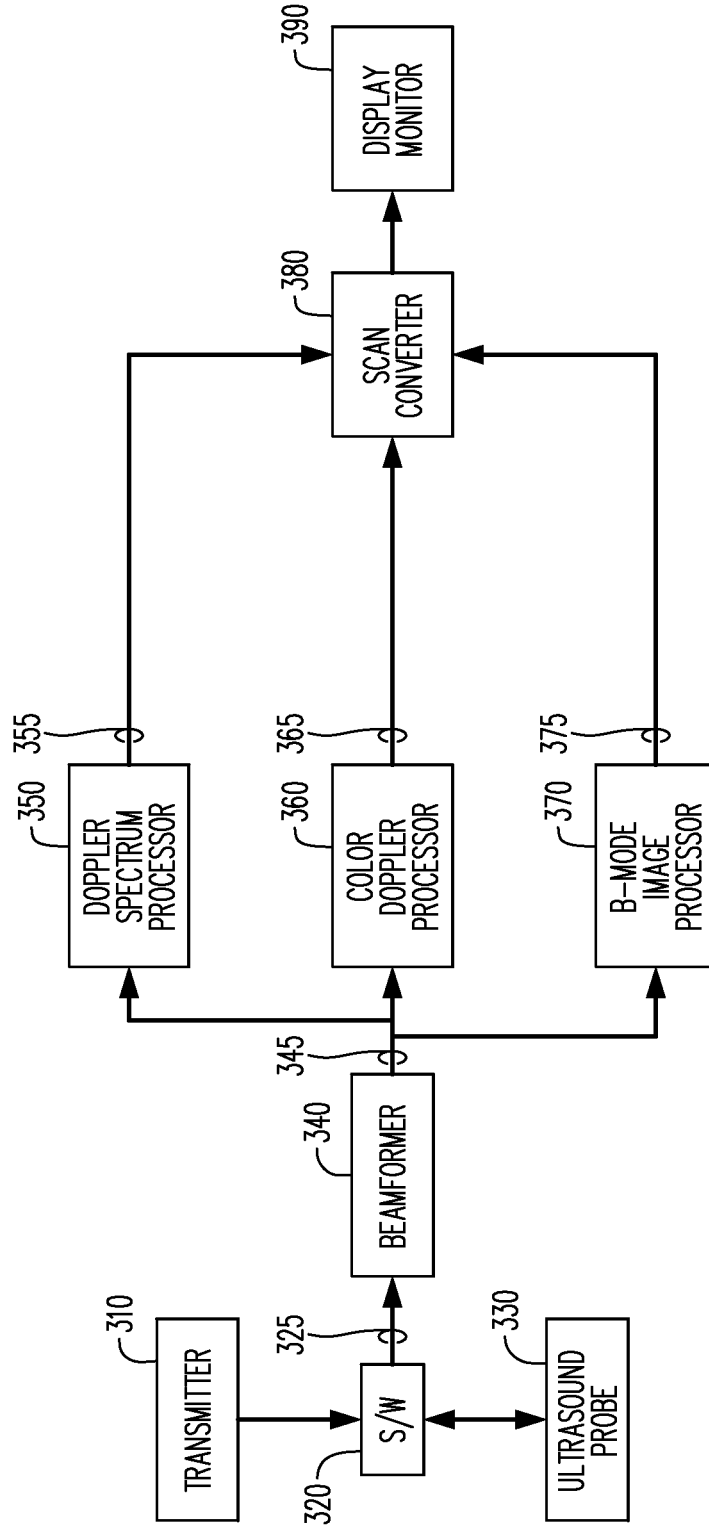 310
TRANSMITTER
S/W
320
325
330
ULTRASOUND
PROBE
340
BEAMFORMER
345
350
DOPPLER
SPECTRUM
PROCESSOR
355
360
COLOR
DOPPLER
PROCESSOR
365
370
B-MODE
IMAGE
PROCESSOR
375
380
SCAN
CONVERTER
390
DISPLAY
MONITOR